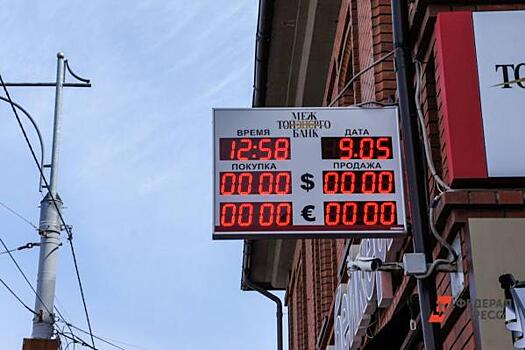 МЕЖ
ТОРГЭНЕРГО
БАНК
ВРЕМЯ ДАТА
12:58 9.05
ПОКУПКА ПРОДАЖА
00.00 $ 00.00
00.00 € 00.00
ФЕДЕРАЛ
ПРЕСС